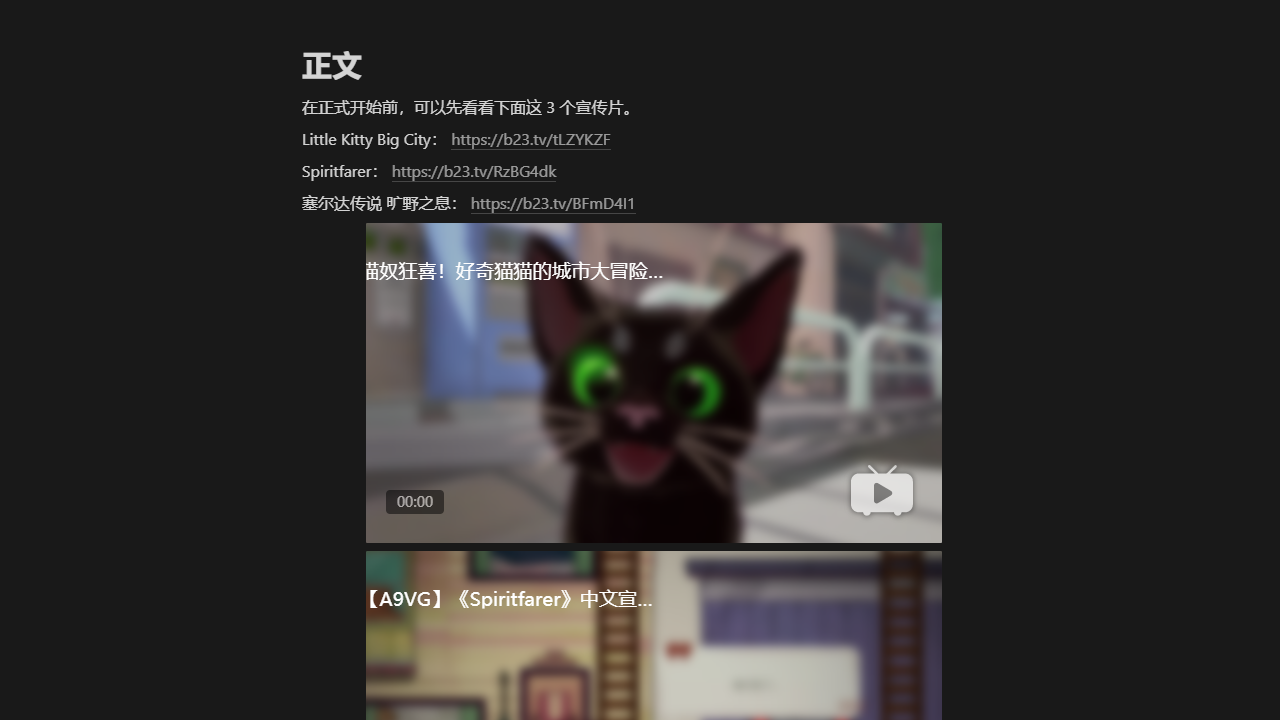 正文
在正式开始前，可以先看看下面这 3 个宣传片。
Little Kitty Big City： https://b23.tv/tLZYKZF
Spiritfarer： https://b23.tv/RzBG4dk
塞尔达传说 旷野之息： https://b23.tv/BFmD4l1
猫奴狂喜！好奇猫猫的城市大冒险...
00:00
【A9VG】《Spiritfarer》中文宣...